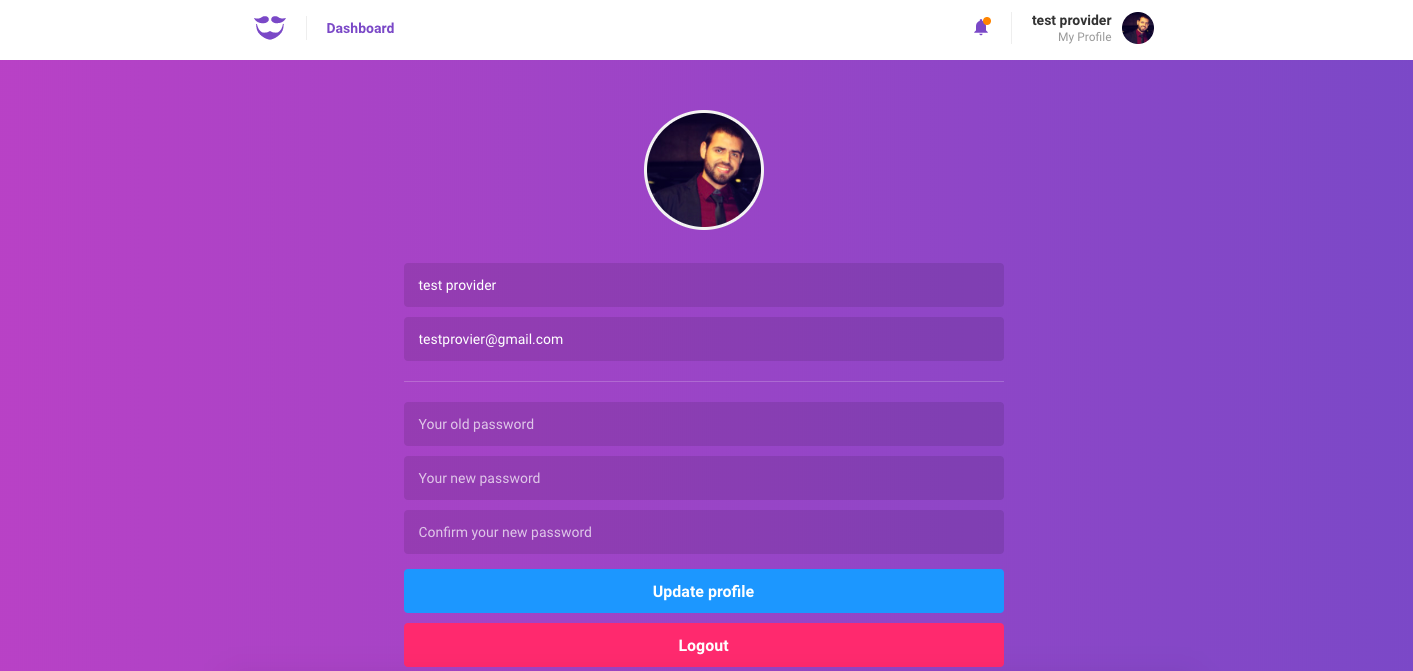 Dashboard
test provider
My Profile
test provider
testprovier@gmail.com
Your old password
Your new password
Confirm your new password
Update profile
Logout